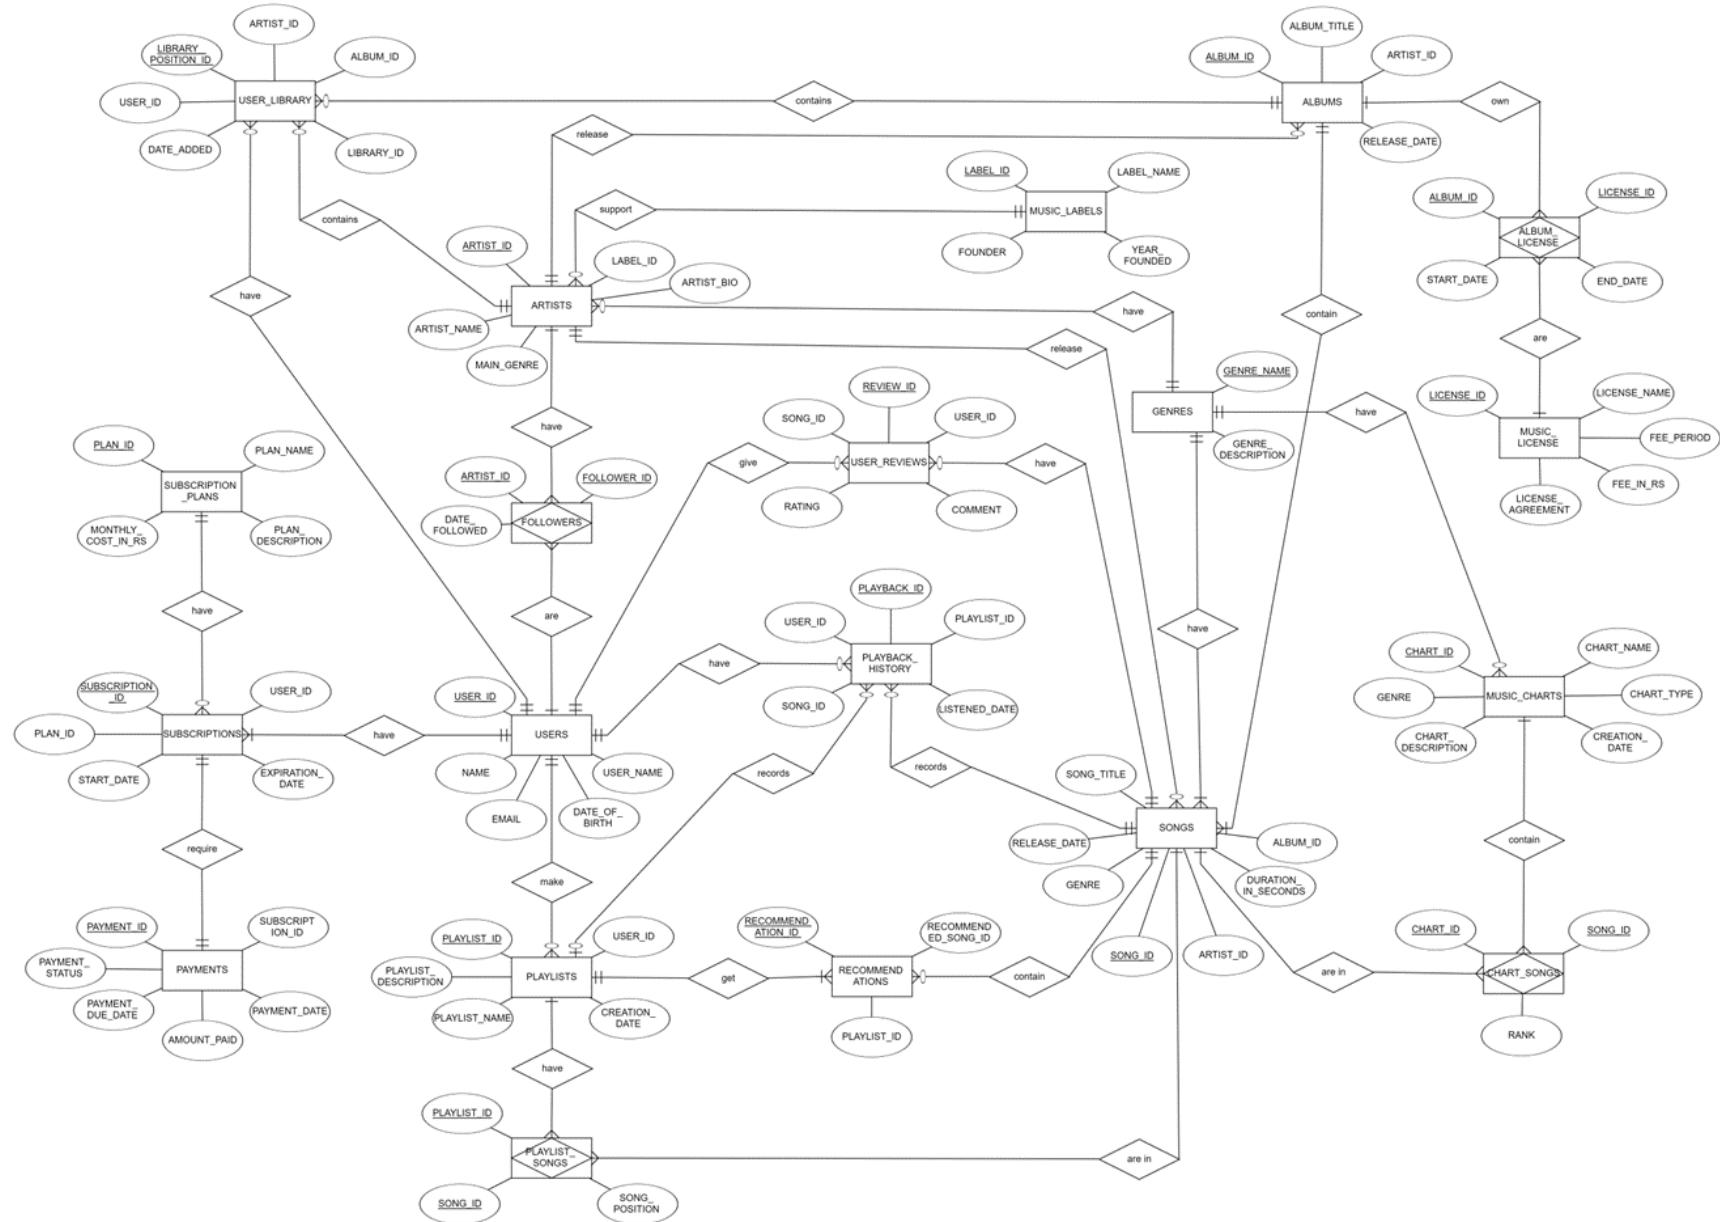 ARTIST_ID
LIBRARY_
POSITION_ID
ALBUM_ID
USER_ID
USER_LIBRARY
DATE_ADDED
LIBRARY_ID
contains
ALBUM_TITLE
ALBUM_ID
ARTIST_ID
ALBUMS
RELEASE_DATE
own
release
LABEL_ID
LABEL_NAME
MUSIC_LABELS
FOUNDER
YEAR_
FOUNDED
support
ALBUM_ID
LICENSE_ID
ALBUM_
LICENSE
START_DATE
END_DATE
contains
ARTIST_ID
LABEL_ID
ARTIST_BIO
ARTISTS
ARTIST_NAME
MAIN_GENRE
have
have
contain
are
release
GENRE_NAME
GENRES
GENRE_
DESCRIPTION
have
LICENSE_ID
LICENSE_NAME
MUSIC_
LICENSE
FEE_PERIOD
FEE_IN_RS
LICENSE_
AGREEMENT
REVIEW_ID
SONG_ID
USER_ID
USER_REVIEWS
RATING
COMMENT
give
have
have
PLAN_ID
PLAN_NAME
SUBSCRIPTION
_PLANS
MONTHLY_
COST_IN_RS
PLAN_
DESCRIPTION
ARTIST_ID
FOLLOWER_ID
DATE_
FOLLOWED
FOLLOWERS
have
are
have
PLAYBACK_ID
USER_ID
PLAYLIST_ID
PLAYBACK_
HISTORY
SONG_ID
LISTENED_DATE
have
CHART_ID
CHART_NAME
GENRE
MUSIC_CHARTS
CHART_TYPE
CHART_
DESCRIPTION
CREATION_
DATE
SUBSCRIPTION
_ID
USER_ID
PLAN_ID
SUBSCRIPTIONS
START_DATE
EXPIRATION_
DATE
have
USER_ID
USERS
NAME
USER_NAME
EMAIL
DATE_OF_
BIRTH
records
records
SONG_TITLE
RELEASE_DATE
SONGS
ALBUM_ID
GENRE
DURATION_
IN_SECONDS
SONG_ID
ARTIST_ID
contain
require
make
PAYMENT_ID
SUBSCRIPT
ION_ID
PAYMENT_
STATUS
PAYMENTS
PAYMENT_
DUE_DATE
PAYMENT_DATE
AMOUNT_PAID
PLAYLIST_ID
USER_ID
PLAYLIST_
DESCRIPTION
PLAYLISTS
PLAYLIST_NAME
CREATION_
DATE
get
RECOMMEND
ATION_ID
RECOMMEND
ED_SONG_ID
RECOMMEND
ATIONS
PLAYLIST_ID
contain
are in
CHART_ID
SONG_ID
CHART_SONGS
RANK
have
PLAYLIST_ID
PLAYLIST_
SONGS
SONG_ID
SONG_
POSITION
are in